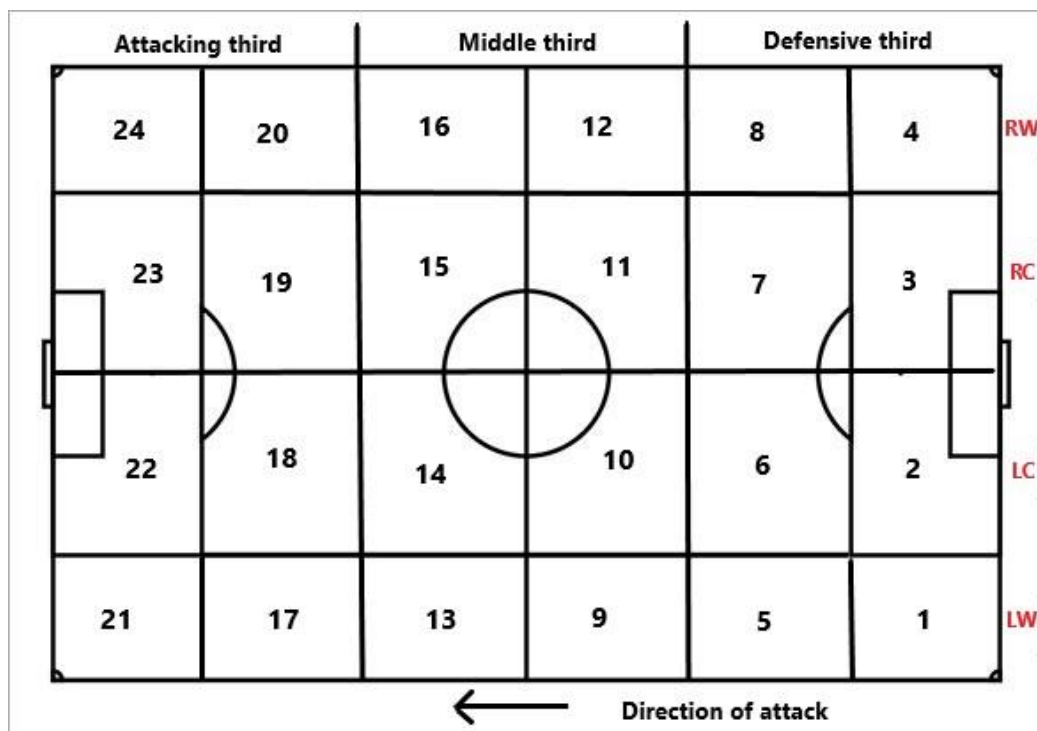 Attacking third Middle third Defensive third
24 20 16 12 8 4 RW
23 19 15 11 7 3 RC
22 18 14 10 6 2 LC
21 17 13 9 5 1 LW
Direction of attack